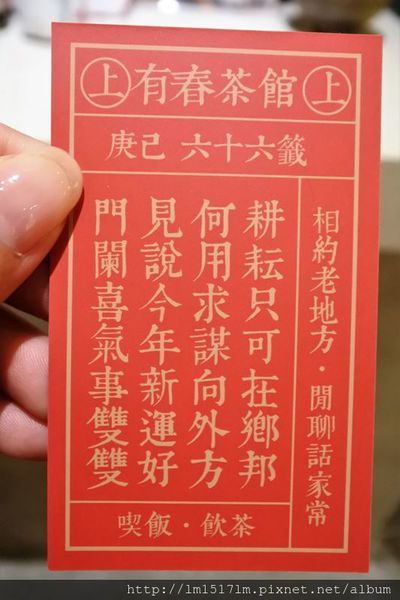 上 有春茶館 上
庚己 六十六籤
相約老地方·閒聊話家常
耕耘只可在鄉邦
何用求謀向外方
見說今年新運好
門闌喜氣事雙雙
喫飯·飲茶
http://lm1517lm.pixnet.net/album